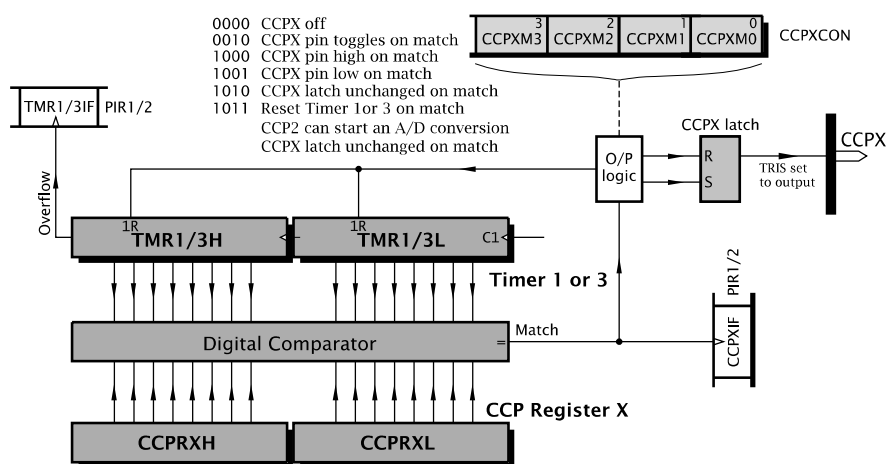 0000 CCPX off
0010 CCPX pin toggles on match
1000 CCPX pin high on match
1001 CCPX pin low on match
1010 CCPX latch unchanged on match
1011 Reset Timer 1or 3 on match
CCP2 can start an A/D conversion
CCPX latch unchanged on match
3 2 1 0
CCPXM3 CCPXM2 CCPXM1 CCPXM0 CCPXCON
TMR1/3IF PIR1/2
CCPX latch
CCPX
O/P
logic
R
S
TRIS set
to output
Overflow
1R 1R
TMR1/3H TMR1/3L C1
Timer 1 or 3
PIR1/2
CCPXIF
Match
Digital Comparator =
CCP Register X
CCPRXH CCPRXL